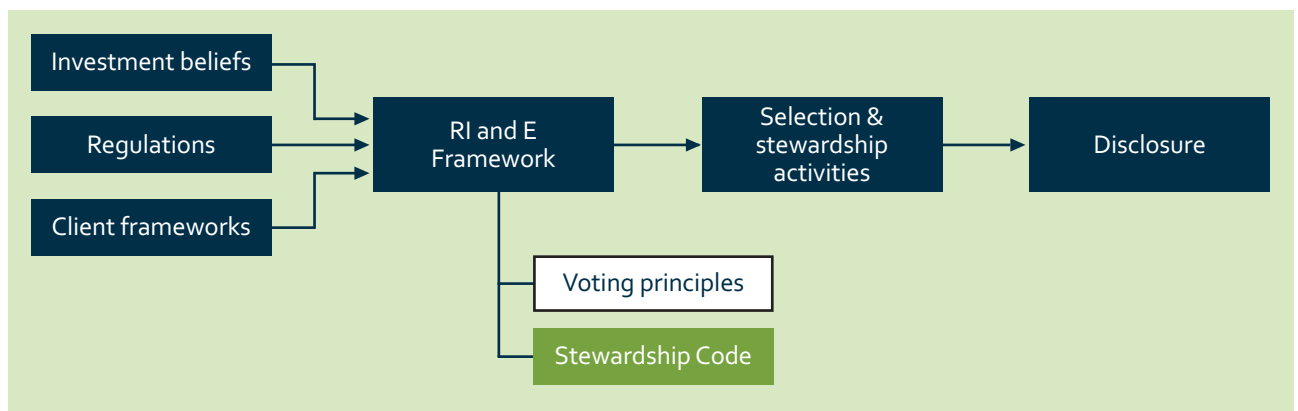 Investment beliefs
Regulations
Client frameworks
RI and E
Framework
Selection &
stewardship
activities
Disclosure
Voting principles
Stewardship Code